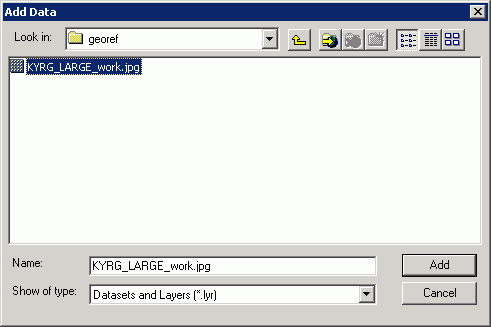 Add Data
Look in: georef
KYRG_LARGE_work.jpg
Name: KYRG_LARGE_work.jpg Add
Show of type: Datasets and Layers (*.lyr) Cancel